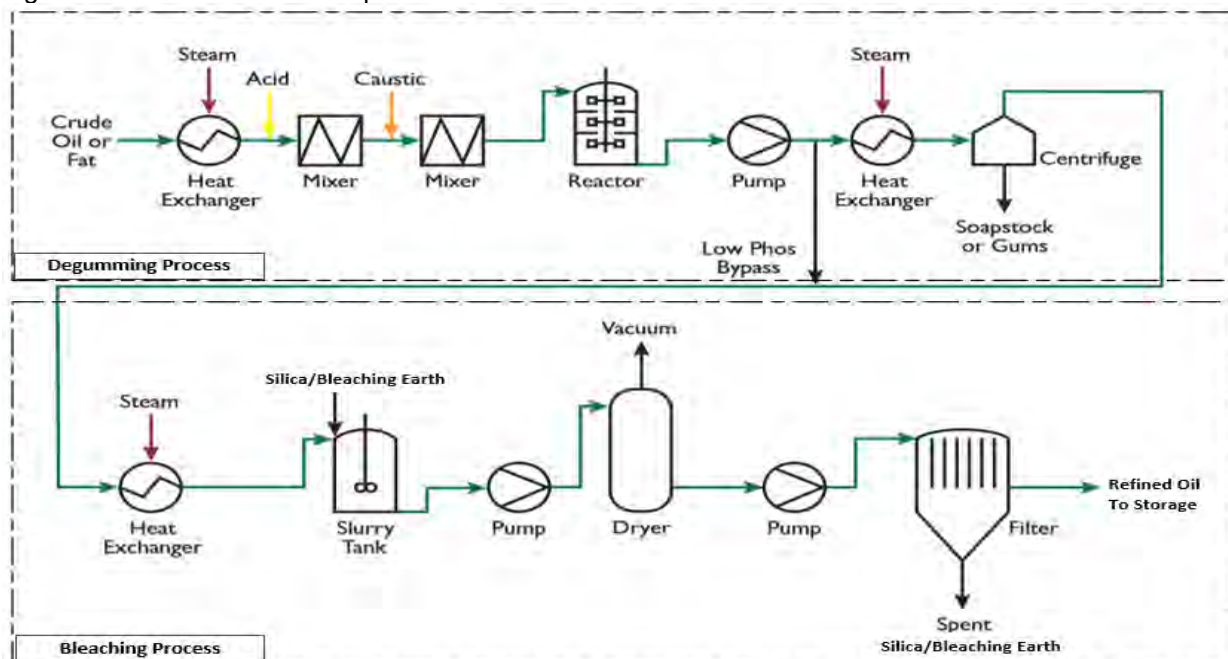 Steam
Acid
Caustic
Steam
Crude
Oil or
Fat
Heat
Exchanger
Mixer
Mixer
Reactor
Pump
Heat
Exchanger
Centrifuge
Soapstock
or Gums
Low Phos
Bypass
Degumming Process
Vacuum
Silica/Bleaching Earth
Steam
Heat
Exchanger
Slurry
Tank
Pump
Dryer
Pump
Filter
Refined Oil
To Storage
Spent
Silica/Bleaching Earth
Bleaching Process